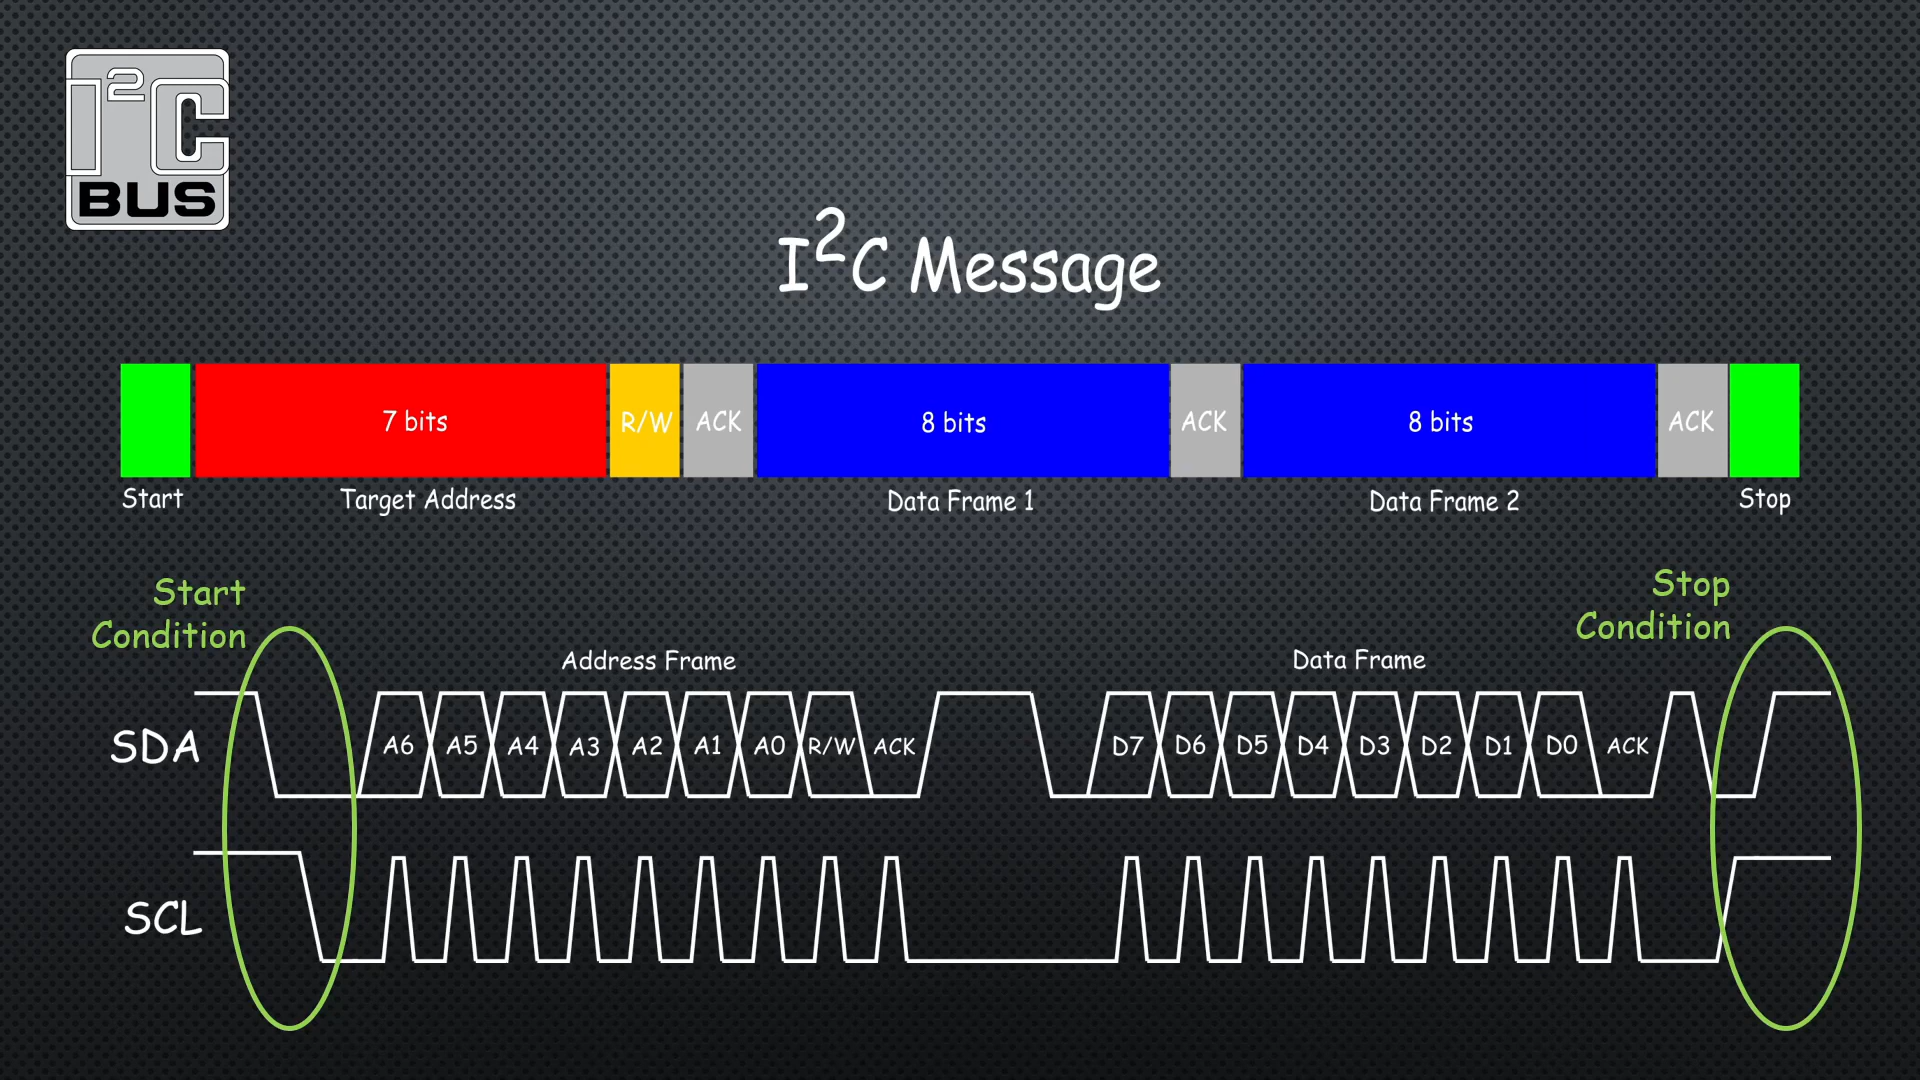 I²C
BUS
I²C Message
7 bits R/W ACK 8 bits ACK 8 bits ACK
Start Target Address Data Frame 1 Data Frame 2 Stop
Start
Condition
Stop
Condition
Address Frame Data Frame
SDA A6 A5 A4 A3 A2 A1 A0 R/W ACK D7 D6 D5 D4 D3 D2 D1 D0 ACK
SCL